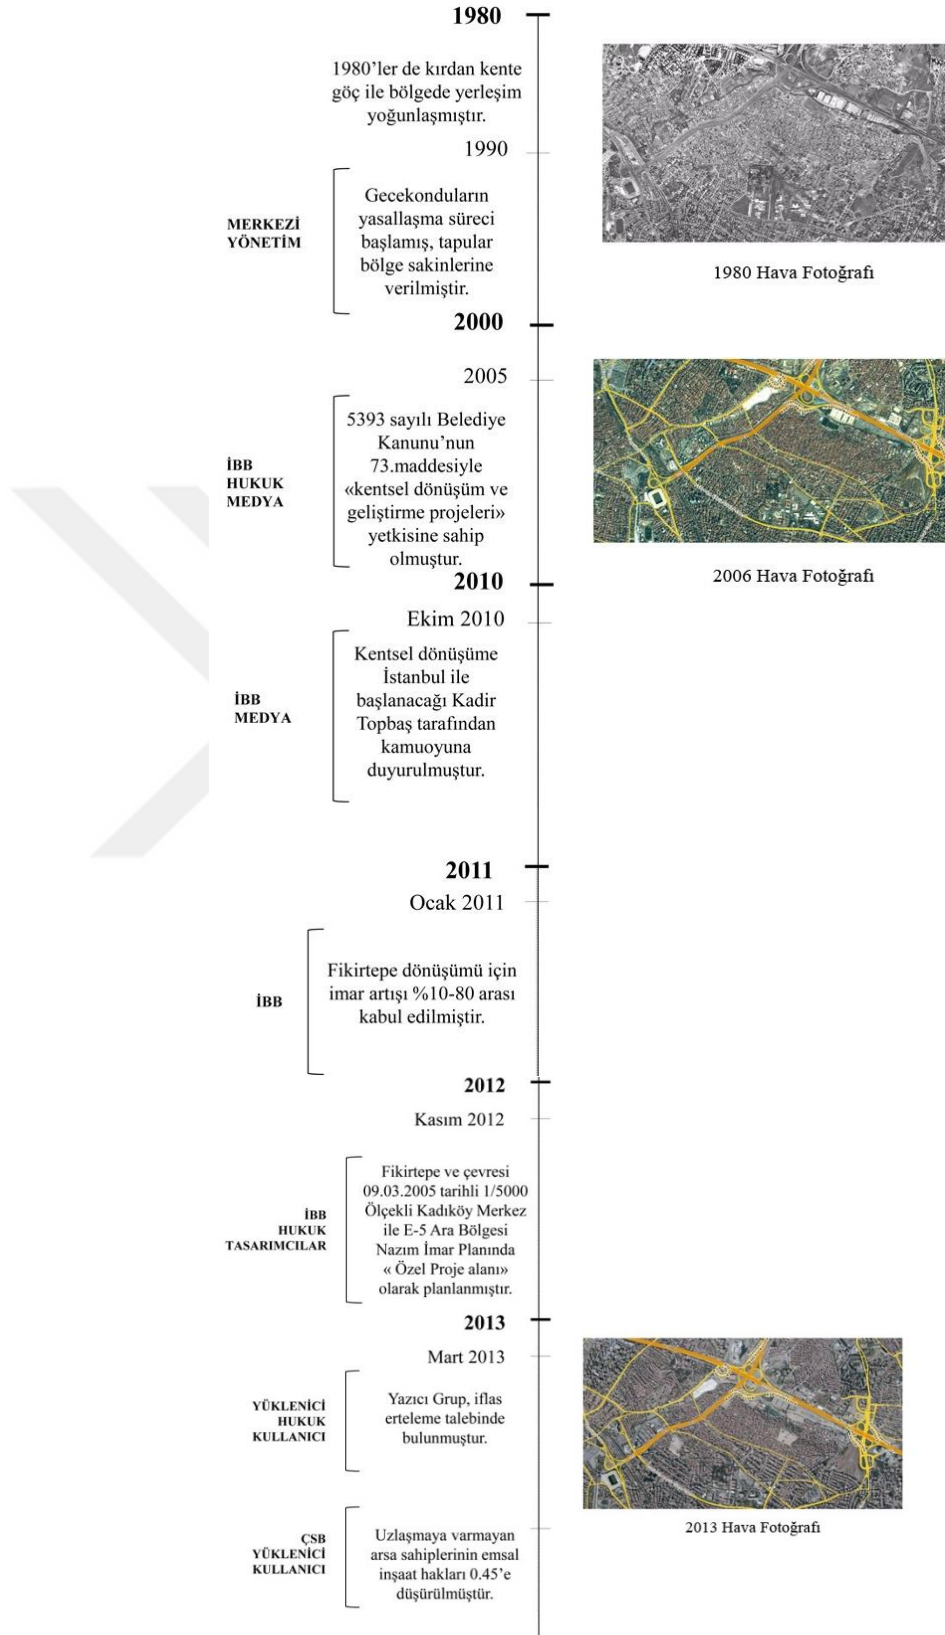 1980
1980’ler de kırdan kente
göç ile bölgede yerleşim
yoğunlaşmıştır.
1980 Hava Fotoğrafı
1990
MERKEZİ
YÖNETİM
Gecekonduların
yasallaşma süreci
başlamış, tapular
bölge sakinlerine
verilmiştir.
2000
2005
İBB
HUKUK
MEDYA
5393 sayılı Belediye
Kanunu’nun
73.maddesiyle
«kentsel dönüşüm ve
geliştirme projeleri»
yetkisine sahip
olmuştur.
2006 Hava Fotoğrafı
2010
Ekim 2010
İBB
MEDYA
Kentsel dönüşüme
İstanbul ile
başlanacağı Kadir
Topbaş tarafından
kamuoyuna
duyurulmuştur.
2011
Ocak 2011
İBB
Fikirtepe dönüşümü için
imar artışı %10-80 arası
kabul edilmiştir.
2012
Kasım 2012
İBB
HUKUK
TASARIMCILAR
Fikirtepe ve çevresi
09.03.2005 tarihli 1/5000
Ölçekli Kadıköy Merkez
ile E-5 Ara Bölgesi
Nazım İmar Planında
« Özel Proje alanı»
olarak planlanmıştır.
2013
Mart 2013
YÜKLENİCİ
HUKUK
KULLANICI
Yazıcı Grup, iflas
erteleme talebinde
bulunmuştur.
2013 Hava Fotoğrafı
ÇSB
YÜKLENİCİ
KULLANICI
Uzlaşmaya varmayan
arsa sahiplerinin emsal
inşaat hakları 0.45’e
düşürülmüştür.